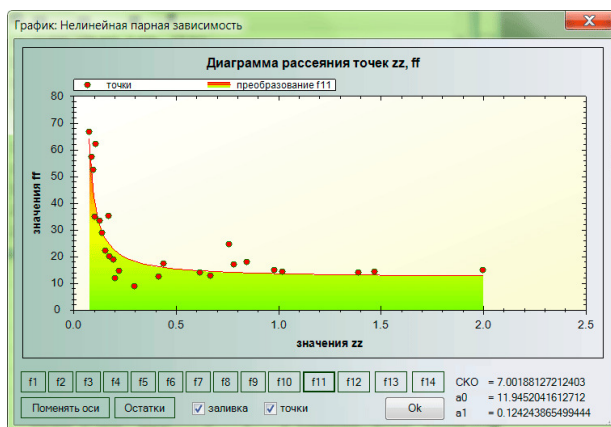 График: Нелинейная парная зависимость
Диаграмма рассеяния точек zz, ff
точки преобразование f11
80
70
60
50
40
30
20
10
0
значения ff
0.0 0.5 1.0 1.5 2.0 2.5
значения zz
f1 f2 f3 f4 f5 f6 f7 f8 f9 f10 f11 f12 f13 f14
СКО = 7.00188127212403
a0 = 11.9452041612712
a1 = 0.124243865499444
Поменять оси Остатки заливка точки Ok